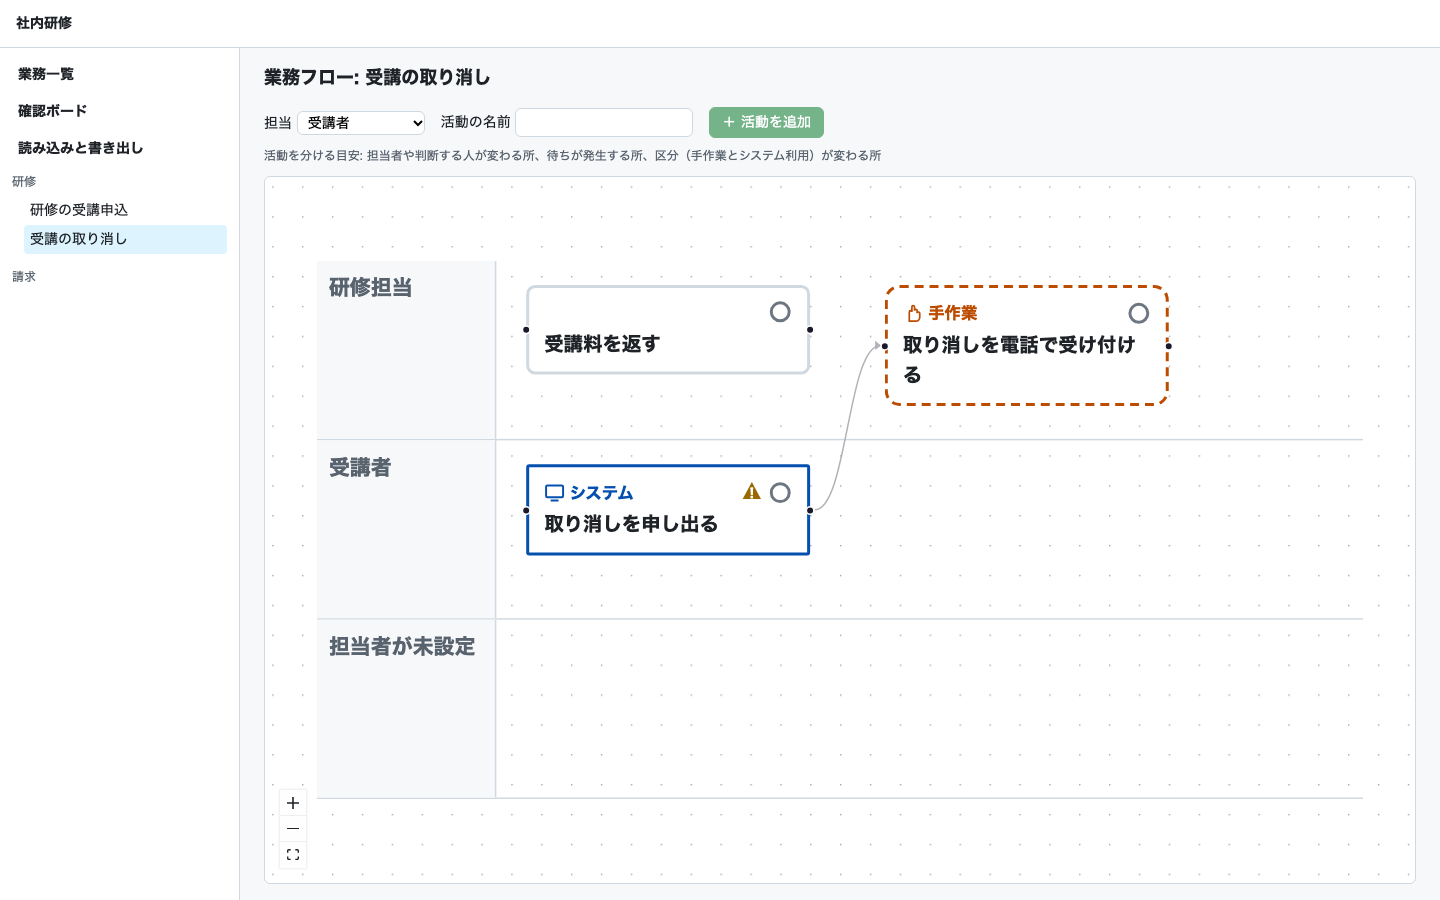 社内研修
業務一覧
確認ボード
読み込みと書き出し
研修
研修の受講申込
受講の取り消し
請求
業務フロー: 受講の取り消し
担当 受講者 活動の名前 + 活動を追加
活動を分ける目安: 担当者や判断する人が変わる所、待ちが発生する所、区分（手作業とシステム利用）が変わる所
研修担当
受講料を返す
手作業
取り消しを電話で受け付け
る
受講者
システム
取り消しを申し出る
担当者が未設定